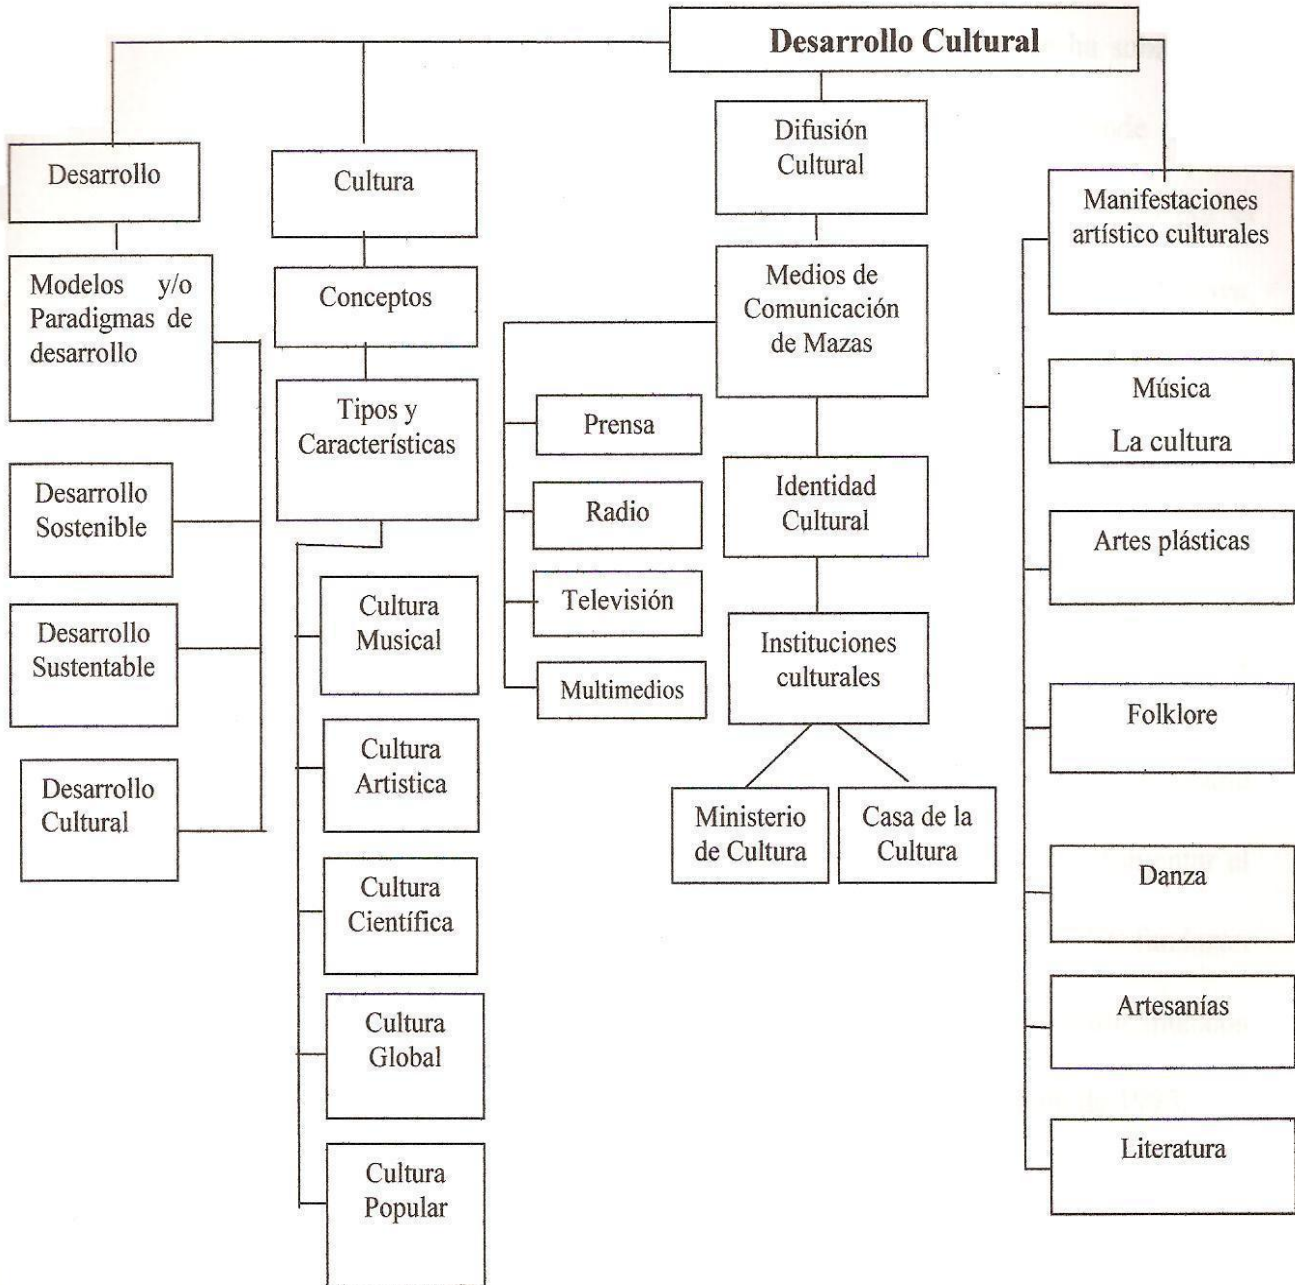 Desarrollo Cultural
Desarrollo
Modelos y/o
Paradigmas de
desarrollo
Desarrollo
Sostenible
Desarrollo
Sustentable
Desarrollo
Cultural
Cultura
Conceptos
Tipos y
Características
Cultura
Musical
Cultura
Artistica
Cultura
Científica
Cultura
Global
Cultura
Popular
Difusión
Cultural
Medios de
Comunicación
de Mazas
Prensa
Radio
Televisión
Multimedios
Identidad
Cultural
Instituciones
culturales
Ministerio
de Cultura
Casa de la
Cultura
Manifestaciones
artístico culturales
Música
La cultura
Artes plásticas
Folklore
Danza
Artesanías
Literatura